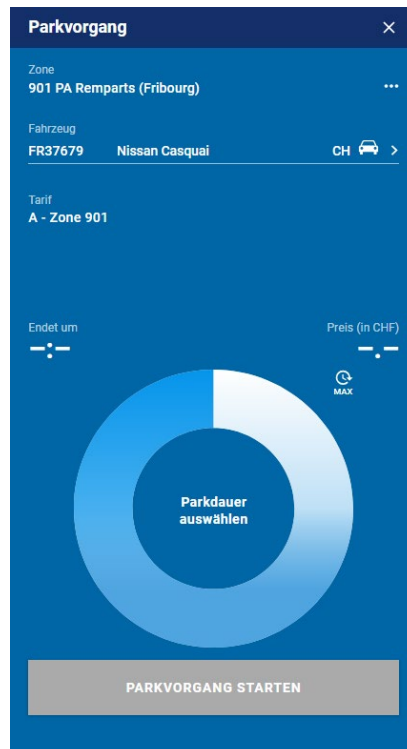 Parkvorgang
Zone
901 PA Remparts (Fribourg)
Fahrzeug
FR37679 Nissan Casquai CH
Tarif
A - Zone 901
Endet um Preis (in CHF)
–:– –.–
MAX
Parkdauer
auswählen
PARKVORGANG STARTEN